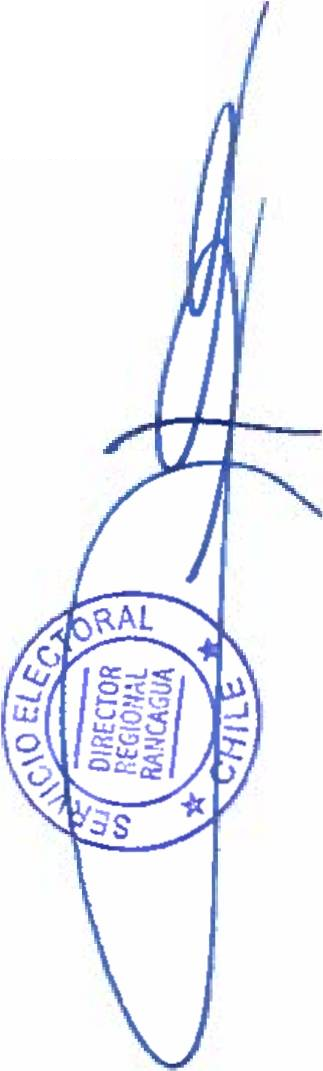 SERVICIO ELECTORAL
★ CHILE ★
DIRECTOR
REGIONAL
RANCAGUA